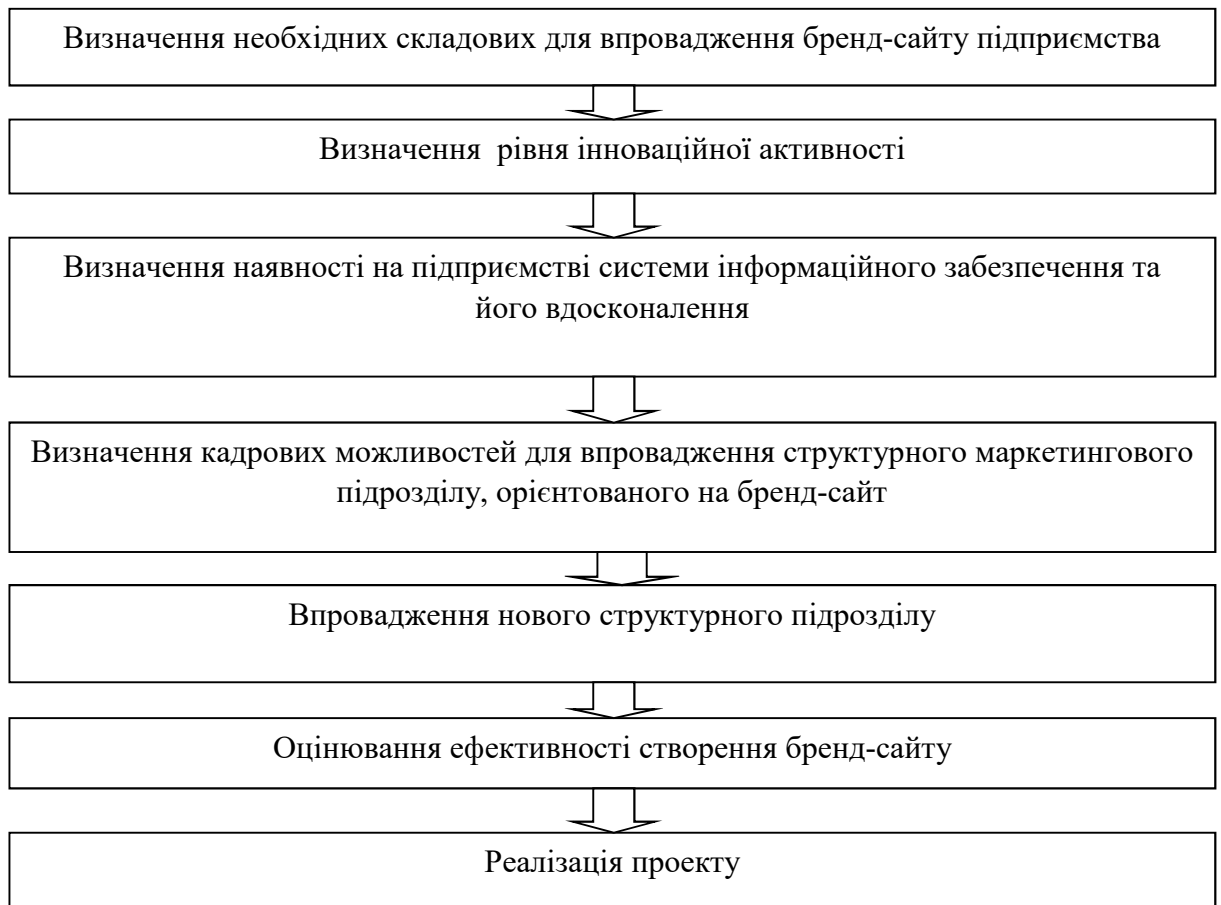 Визначення необхідних складових для впровадження бренд-сайту підприємства
Визначення рівня інноваційної активності
Визначення наявності на підприємстві системи інформаційного забезпечення та
його вдосконалення
Визначення кадрових можливостей для впровадження структурного маркетингового
підрозділу, орієнтованого на бренд-сайт
Впровадження нового структурного підрозділу
Оцінювання ефективності створення бренд-сайту
Реалізація проекту